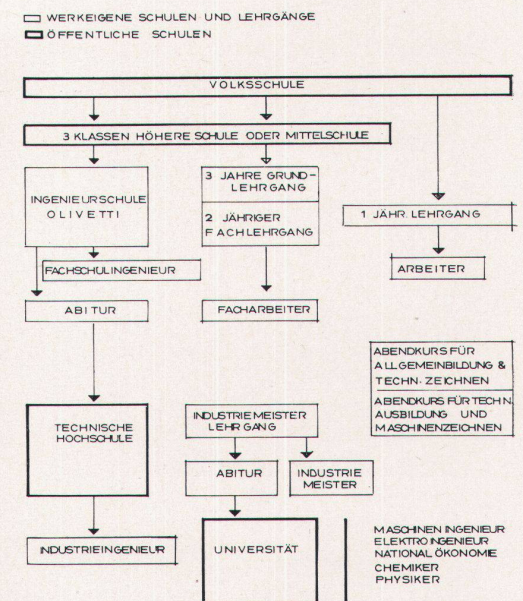 WERKEIGENE SCHULEN UND LEHRGÄNGE
ÖFFENTLICHE SCHULEN
VOLKSSCHULE
3 KLASSEN HÖHERE SCHULE ODER MITTELSCHULE
INGENIEURSCHULE
OLIVETTI
3 JAHRE GRUND-
LEHRGANG
2 JÄHRIGER
FACHLEHRGANG
1 JÄHR. LEHRGANG
FACHSCHULINGENIEUR
ARBEITER
ABITUR
FACHARBEITER
ABENDKURS FÜR
ALLGEMEINBILDUNG &
TECHN. ZEICHNEN
ABENDKURS FÜR TECHN.
AUSBILDUNG UND
MASCHINENZEICHNEN
TECHNISCHE
HOCHSCHULE
INDUSTRIEMEISTER
LEHRGANG
ABITUR
INDUSTRIE
MEISTER
INDUSTRIEINGENIEUR
UNIVERSITÄT
MASCHINEN INGENIEUR
ELEKTRO INGENIEUR
NATIONAL ÖKONOMIE
CHEMIKER
PHYSIKER